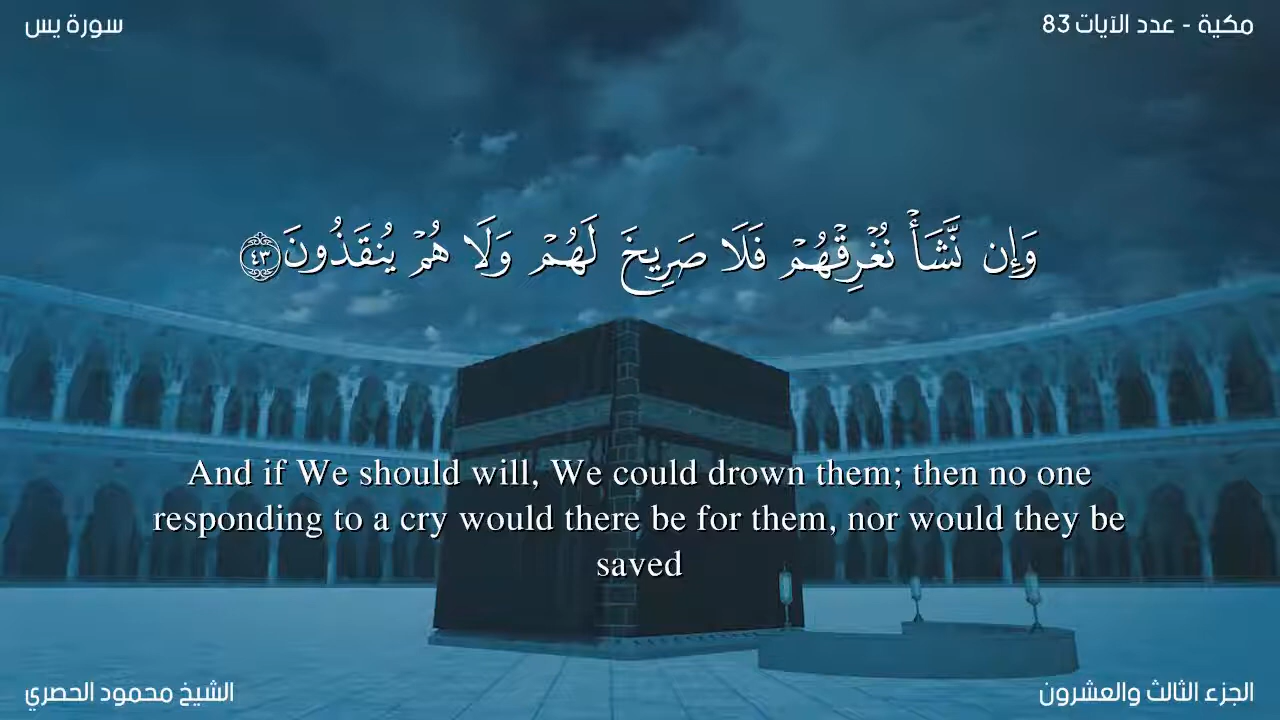 سورة يس
مكية - عدد الآيات 83
وَإِن نَّشَأْ نُغْرِقْهُمْ فَلَا صَرِيخَ لَهُمْ وَلَا هُمْ يُنقَذُونَ ٤٣
And if We should will, We could drown them; then no one
responding to a cry would there be for them, nor would they be
saved
الشيخ محمود الحصري
الجزء الثالث والعشرون